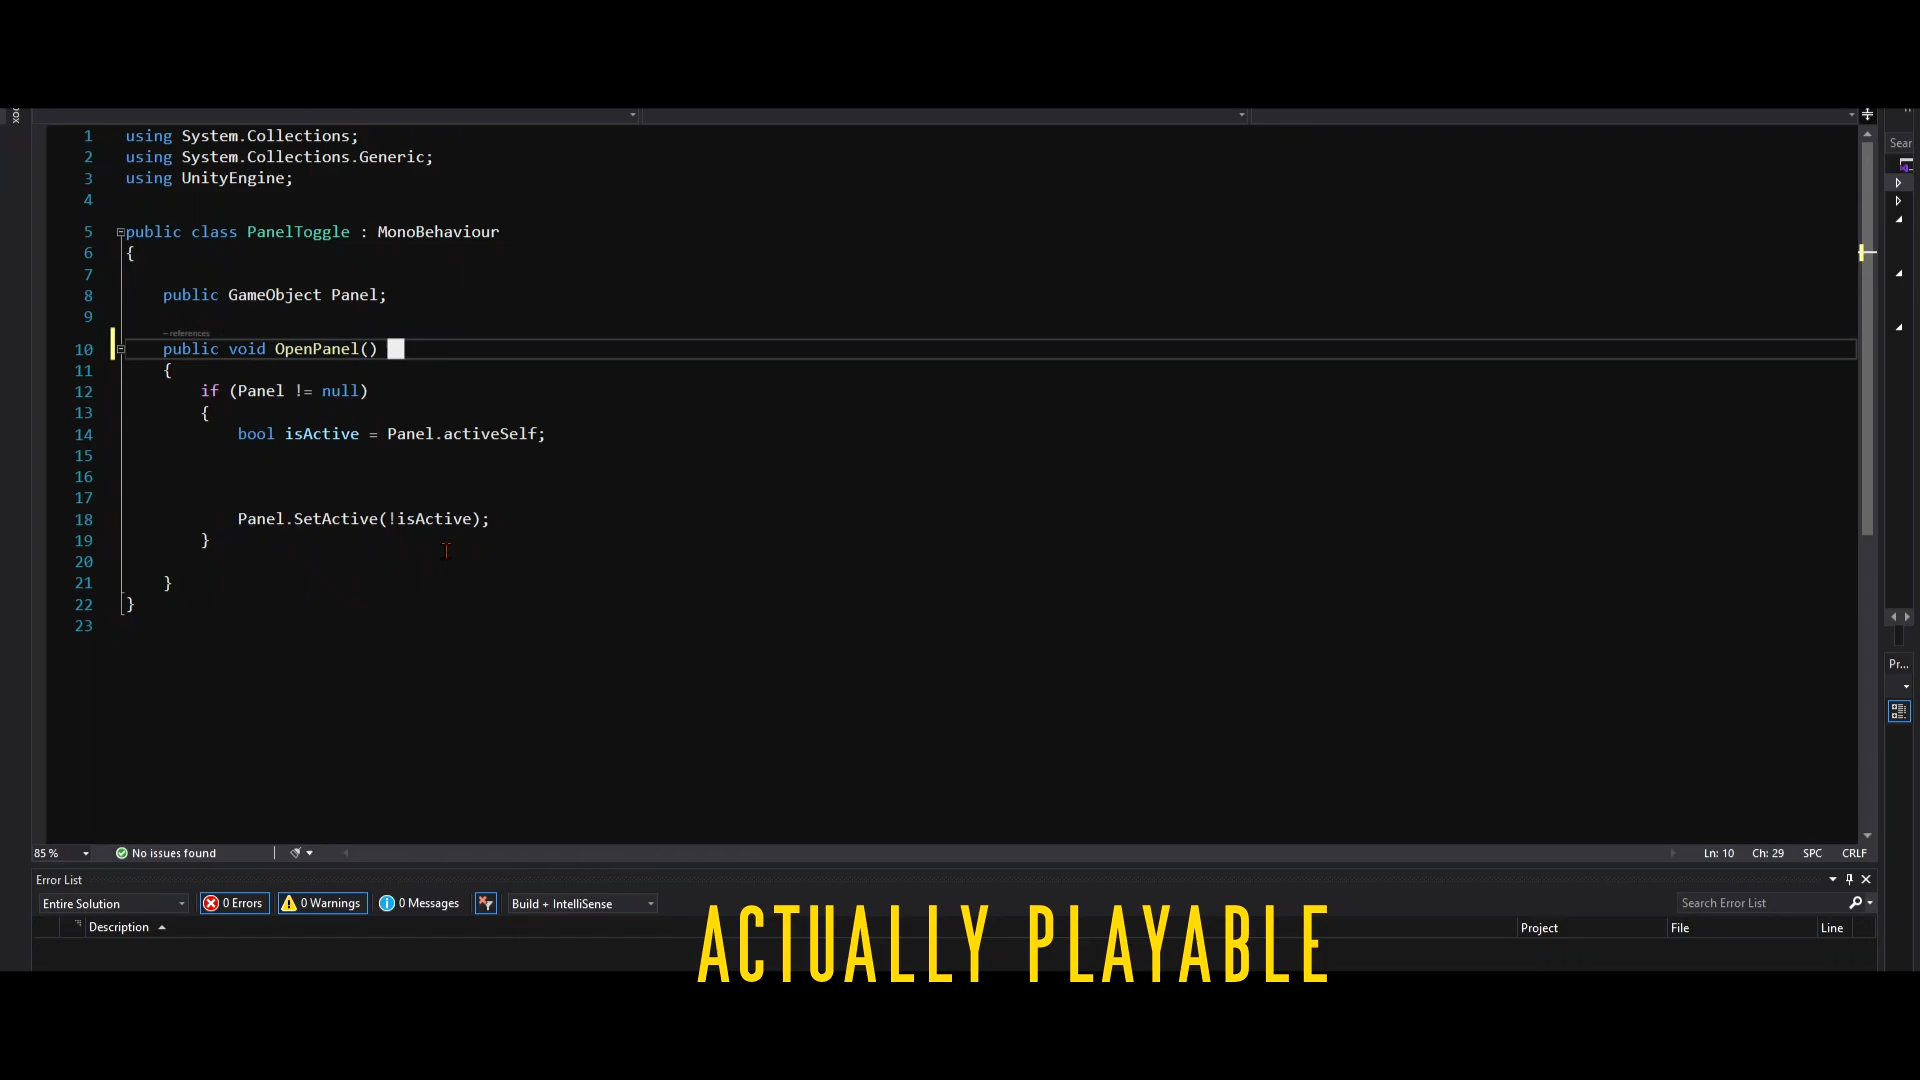 1 using System.Collections;
2 using System.Collections.Generic;
3 using UnityEngine;
4
5 public class PanelToggle : MonoBehaviour
6 {
7
8 public GameObject Panel;
9
– references
10 public void OpenPanel()
11 {
12 if (Panel != null)
13 {
14 bool isActive = Panel.activeSelf;
15
16
17
18 Panel.SetActive(!isActive);
19 }
20
21 }
22 }
23
Sear
Pr...
85 % No issues found Ln: 10 Ch: 29 SPC CRLF
Error List
Entire Solution 0 Errors 0 Warnings 0 Messages Build + IntelliSense Search Error List
Description Project File Line
ACTUALLY PLAYABLE